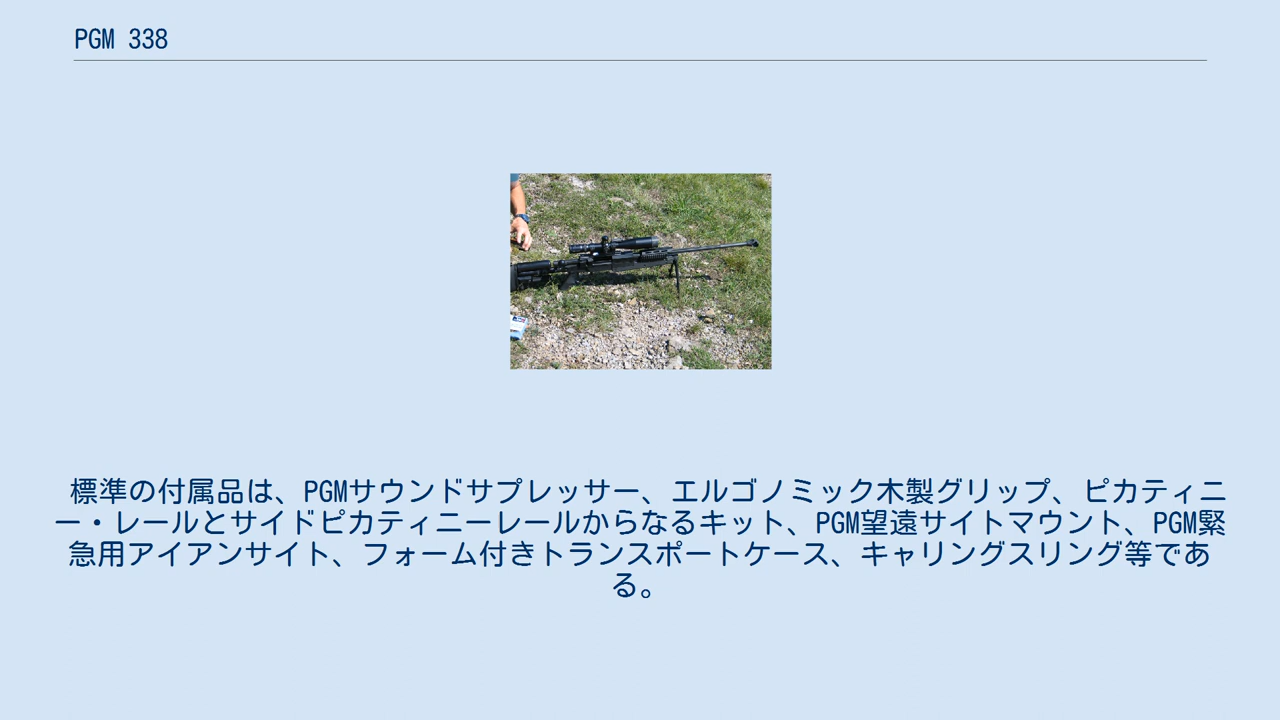 PGM 338
標準の付属品は、PGMサウンドサプレッサー、エルゴノミック木製グリップ、ピカティニ
ー・レールとサイドピカティニーレールからなるキット、PGM望遠サイトマウント、PGM緊
急用アイアンサイト、フォーム付きトランスポートケース、キャリングスリング等であ
る。